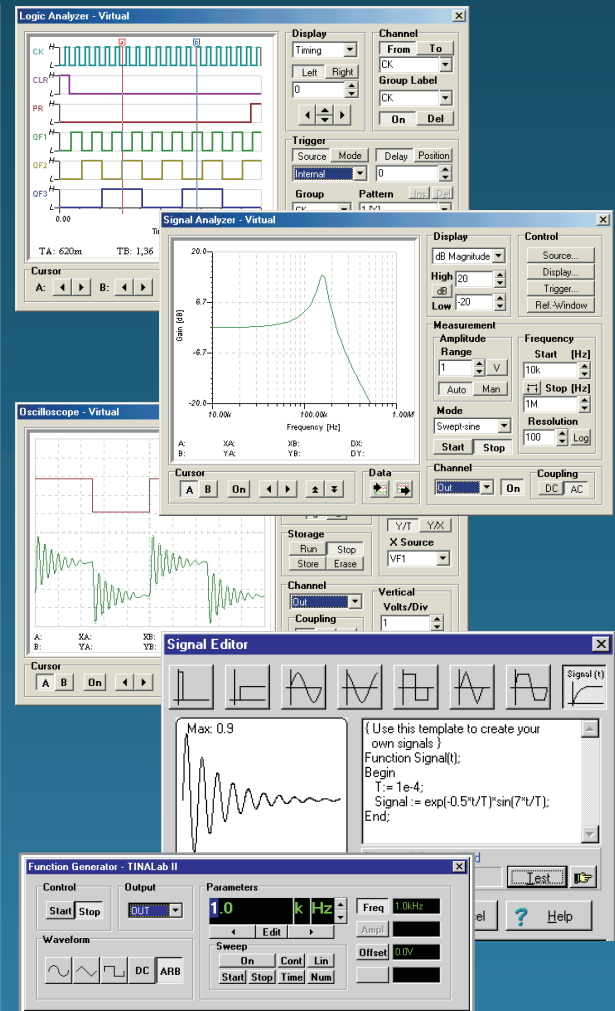 Logic Analyzer - Virtual
CK H L
CLR H L
PR H L
QF1 H L
QF2 H L
QF3 H L
a
b
0.00
TA: 620m TB: 1,36
Cursor
A: B:
Display
Timing
Left Right
0
Channel
From To
CK
Group Label
CK
On Del
Trigger
Source Mode Delay Position
Internal 0
Group Pattern Ins Del
Signal Analyzer - Virtual
20.0
6.7
-6.7
-20.0
Gain [dB]
10.00k 100.00k 1.00M
Frequency [Hz]
A: XA: XB: DX:
B: YA: YB: DY:
Cursor
A B On
Data
Display
dB Magnitude
High 20
dB
Low -20
Control
Source...
Display...
Trigger...
Ref.-Window
Measurement
Amplitude
Range
1 V
Auto Man
Mode
Swept-sine
Start Stop
Frequency
Start [Hz]
10k
Stop [Hz]
1M
Resolution
100 Log
Channel
Out On
Coupling
DC AC
Oscilloscope - Virtual
A: XA: XB:
B: YA: YB:
Cursor
A B On
Storage
Run Stop
Store Erase
Y/T Y/X
X Source
VF1
Channel
Out
Coupling
Vertical
Volts/Div
1
Signal Editor
Signal (t)
Max: 0.9
{ Use this template to create your
own signals }
Function Signal(t);
Begin
T:= 1e-4;
Signal := exp(-0.5*t/T)*sin(7*t/T);
End;
Test
el
? Help
Function Generator - TINALab II
Control
Start Stop
Output
OUT
Waveform
DC ARB
Parameters
1.0 k Hz
Edit
Sweep
On Cont Lin
Start Stop Time Num
Freq 1.0kHz
Ampl
Offset 0.0V